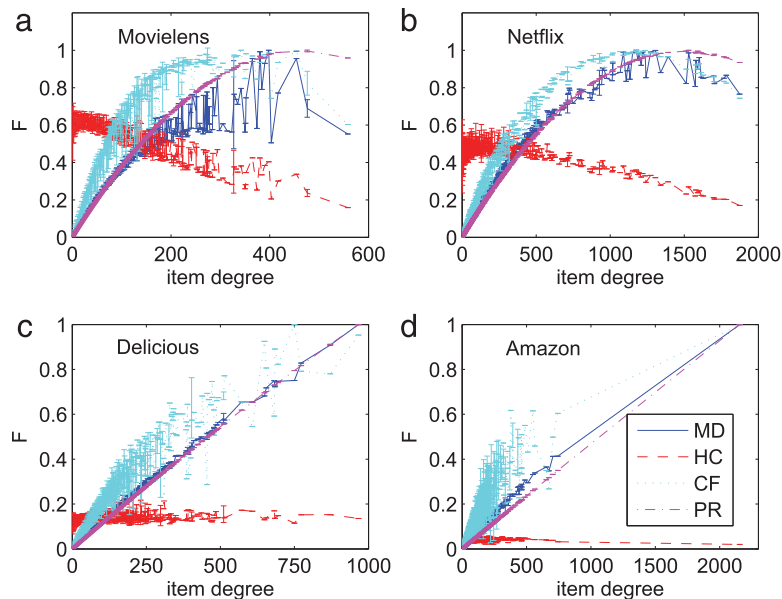 a
Movielens
F
1
0.8
0.6
0.4
0.2
0
0 200 400 600
item degree
b
Netflix
F
1
0.8
0.6
0.4
0.2
0
0 500 1000 1500 2000
item degree
c
Delicious
F
1
0.8
0.6
0.4
0.2
0
0 250 500 750 1000
item degree
d
Amazon
F
1
0.8
0.6
0.4
0.2
0
0 500 1000 1500 2000
item degree
MD
HC
CF
PR